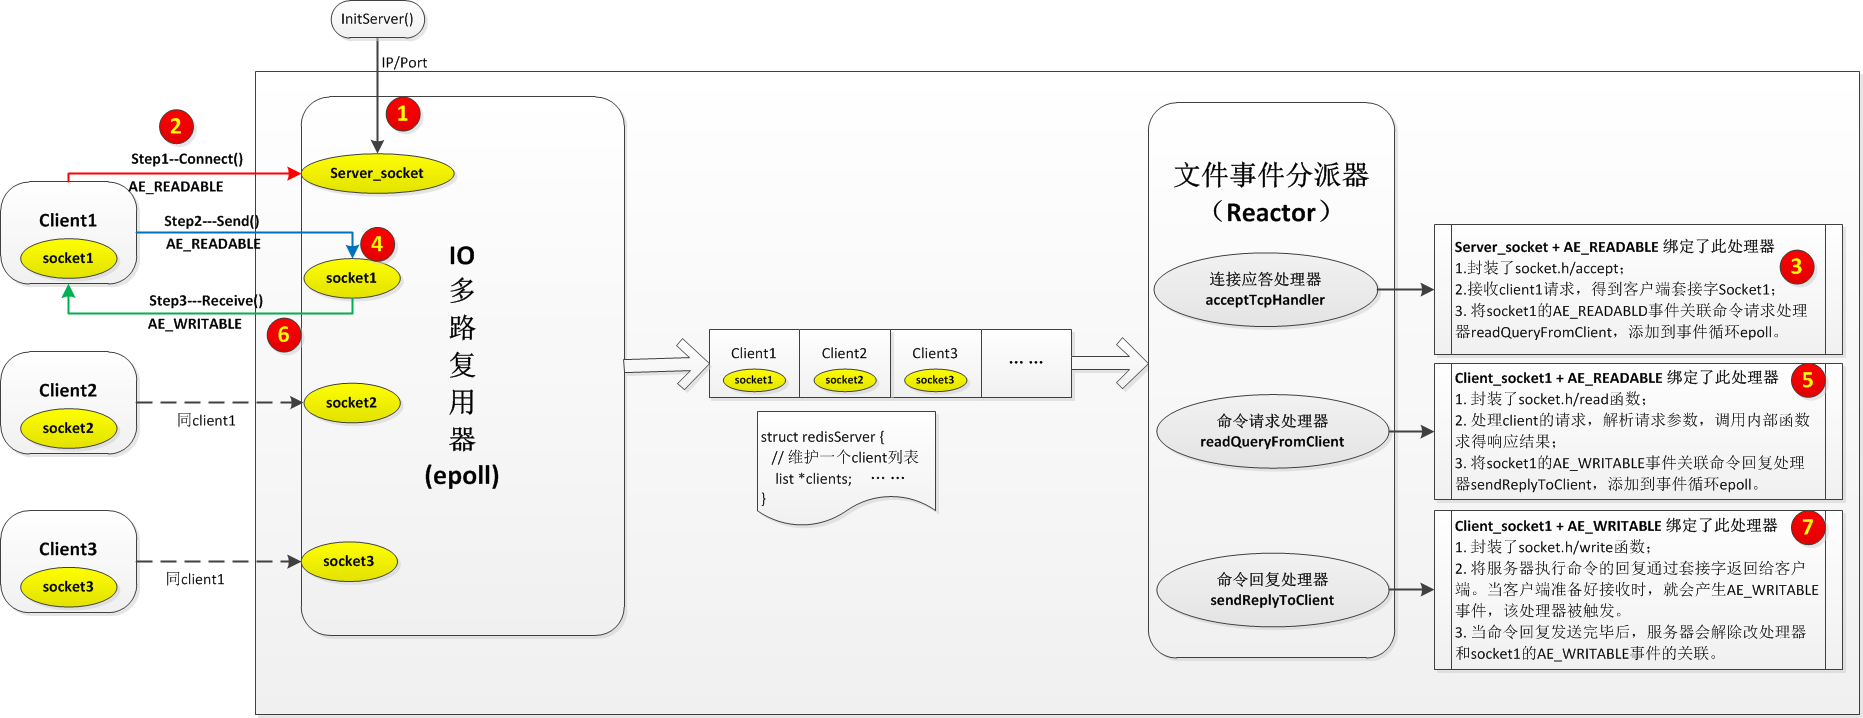 InitServer()
IP/Port
1
2
Step1--Connect()
AE_READABLE
Server_socket
Client1
socket1
Step2---Send()
AE_READABLE
4
socket1
Step3---Receive()
AE_WRITABLE
6
Client2
socket2
同client1
socket2
Client3
socket3
同client1
socket3
IO
多
路
复
用
器
(epoll)
Client1
socket1
Client2
socket2
Client3
socket3
... ...
struct redisServer {
// 维护一个client列表
list *clients; ... ...
}
文件事件分派器
（Reactor）
连接应答处理器
acceptTcpHandler
命令请求处理器
readQueryFromClient
命令回复处理器
sendReplyToClient
Server_socket + AE_READABLE 绑定了此处理器
3
1.封装了socket.h/accept；
2.接收client1请求，得到客户端套接字Socket1；
3. 将socket1的AE_READABLD事件关联命令请求处理
器readQueryFromClient，添加到事件循环epoll。
Client_socket1 + AE_READABLE 绑定了此处理器
5
1. 封装了socket.h/read函数；
2. 处理client的请求，解析请求参数，调用内部函数
求得响应结果；
3. 将socket1的AE_WRITABLE事件关联命令回复处理
器sendReplyToClient，添加到事件循环epoll。
Client_socket1 + AE_WRITABLE 绑定了此处理器
7
1. 封装了socket.h/write函数；
2. 将服务器执行命令的回复通过套接字返回给客户
端。当客户端准备好接收时，就会产生AE_WRITABLE
事件，该处理器被触发。
3. 当命令回复发送完毕后，服务器会解除改处理器
和socket1的AE_WRITABLE事件的关联。